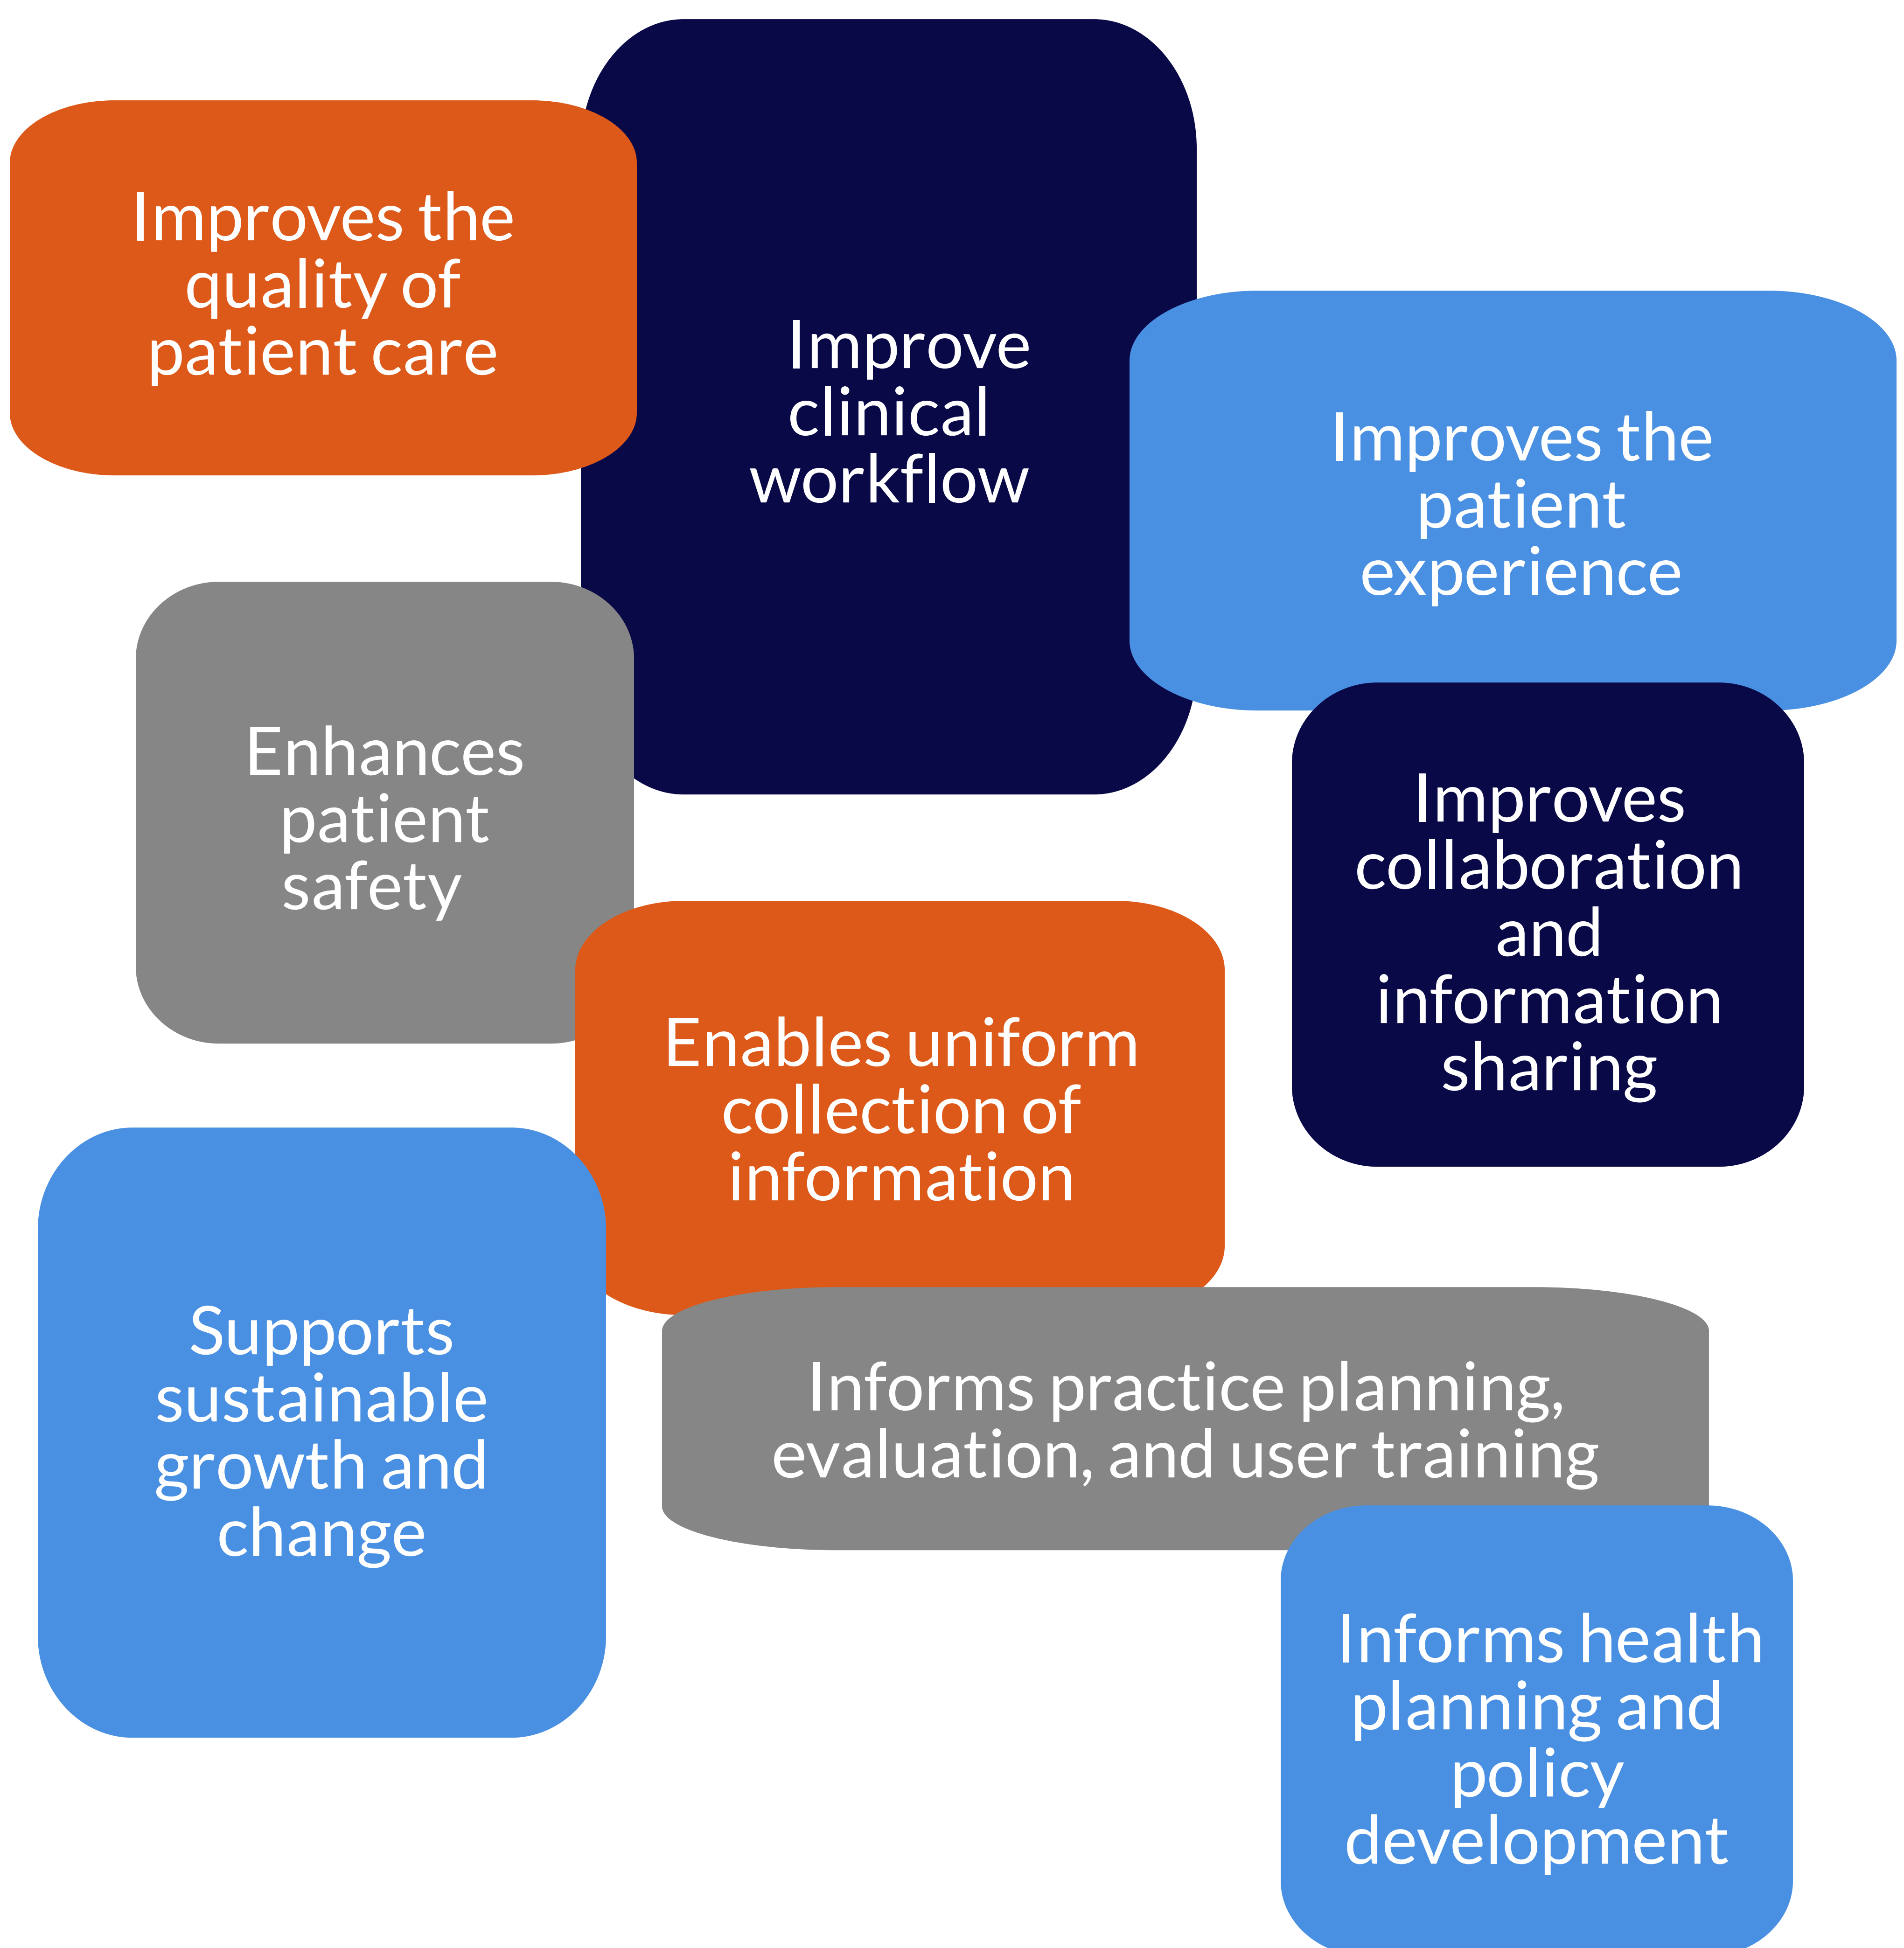 Improves the
quality of
patient care
Improve
clinical
workflow
Improves the
patient
experience
Enhances
patient
safety
Improves
collaboration
and
information
sharing
Enables uniform
collection of
information
Supports
sustainable
growth and
change
Informs practice planning,
evaluation, and user training
Informs health
planning and
policy
development